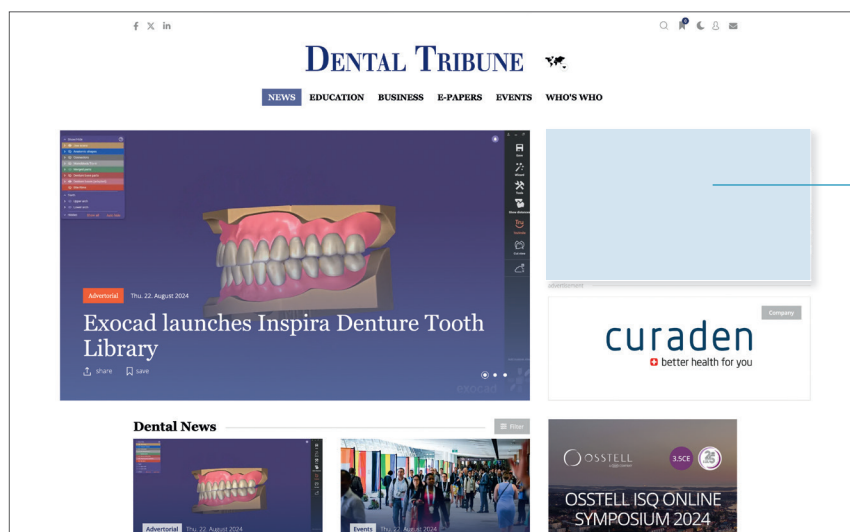 DENTAL TRIBUNE
NEWS EDUCATION BUSINESS E-PAPERS EVENTS WHO'S WHO
Advertorial Thu. 22. August 2024
Exocad launches Inspira Denture Tooth
Library
share save
exocad
advertisement
Company
curaden
better health for you
Dental News
Filter
OSSTELL
3.5CE
25
OSSTELL ISQ ONLINE
SYMPOSIUM 2024
Advertorial Thu. 22. August 2024
Events Thu. 22. August 2024